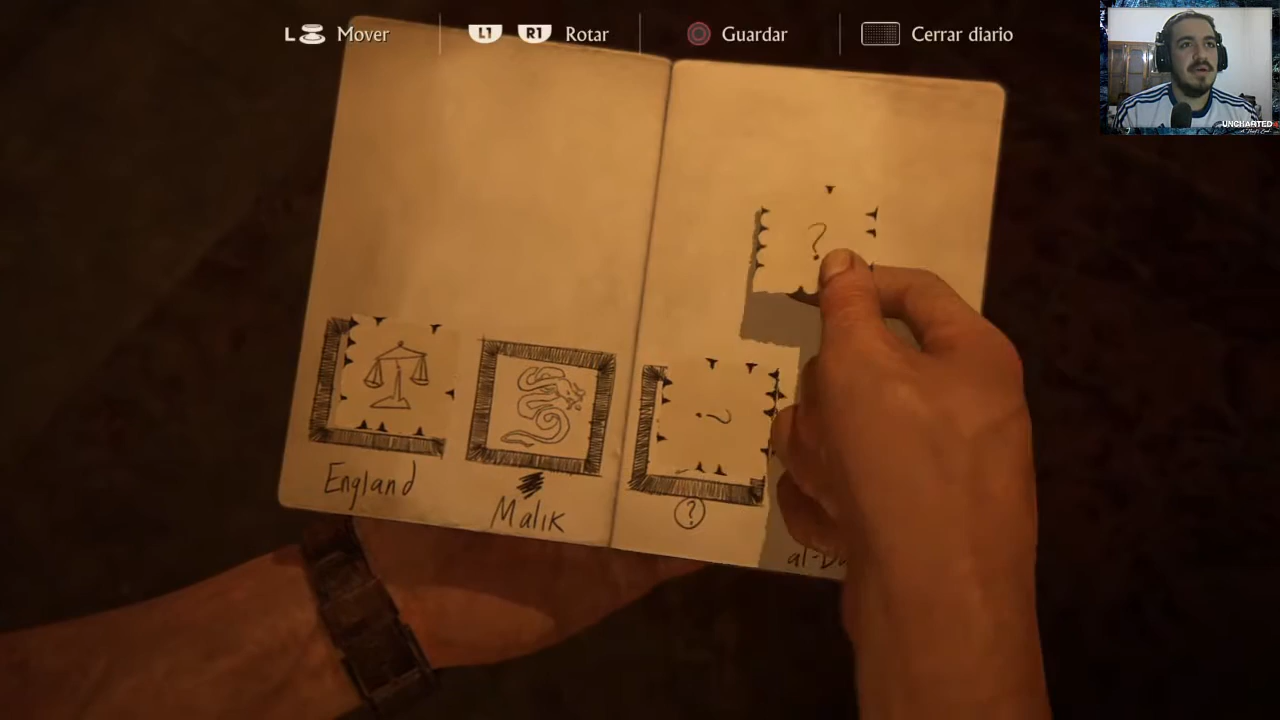 L Mover
L1 R1 Rotar
Guardar
Cerrar diario
UNCHARTED
?
?
England
Malik
?